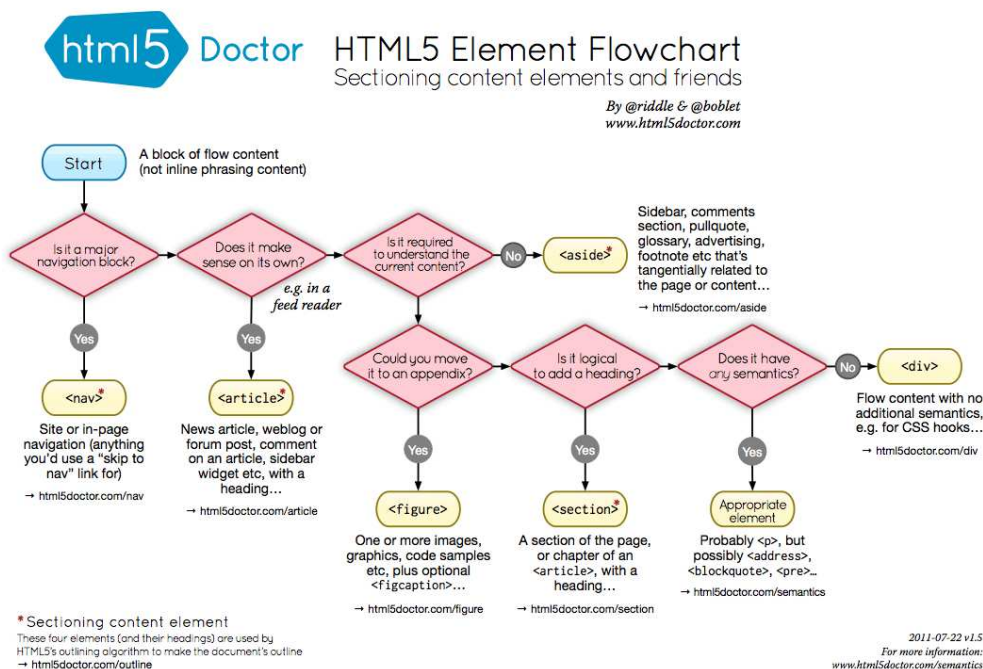 html5 Doctor
HTML5 Element Flowchart
Sectioning content elements and friends
By @riddle & @boblet
www.html5doctor.com
Start
A block of flow content
(not inline phrasing content)
Is it a major
navigation block?
Does it make
sense on its own?
e.g. in a
feed reader
Is it required
to understand the
current content?
No
<aside>*
Sidebar, comments
section, pullquote,
glossary, advertising,
footnote etc that's
tangentially related to
the page or content…
→ html5doctor.com/aside
Yes
<nav>*
Site or in-page
navigation (anything
you'd use a “skip to
nav” link for)
→ html5doctor.com/nav
Yes
<article>*
News article, weblog or
forum post, comment
on an article, sidebar
widget etc, with a
heading…
→ html5doctor.com/article
Could you move
it to an appendix?
Is it logical
to add a heading?
Does it have
any semantics?
No
<div>
Flow content with no
additional semantics,
e.g. for CSS hooks…
→ html5doctor.com/div
Yes
<figure>
One or more images,
graphics, code samples
etc, plus optional
<figcaption>…
→ html5doctor.com/figure
Yes
<section>*
A section of the page,
or chapter of an
<article>, with a
heading…
→ html5doctor.com/section
Yes
Appropriate
element
Probably <p>, but
possibly <address>,
<blockquote>, <pre>…
→ html5doctor.com/semantics
* Sectioning content element
These four elements (and their headings) are used by
HTML5's outlining algorithm to make the document's outline
→ html5doctor.com/outline
2011-07-22 v1.5
For more information:
www.html5doctor.com/semantics